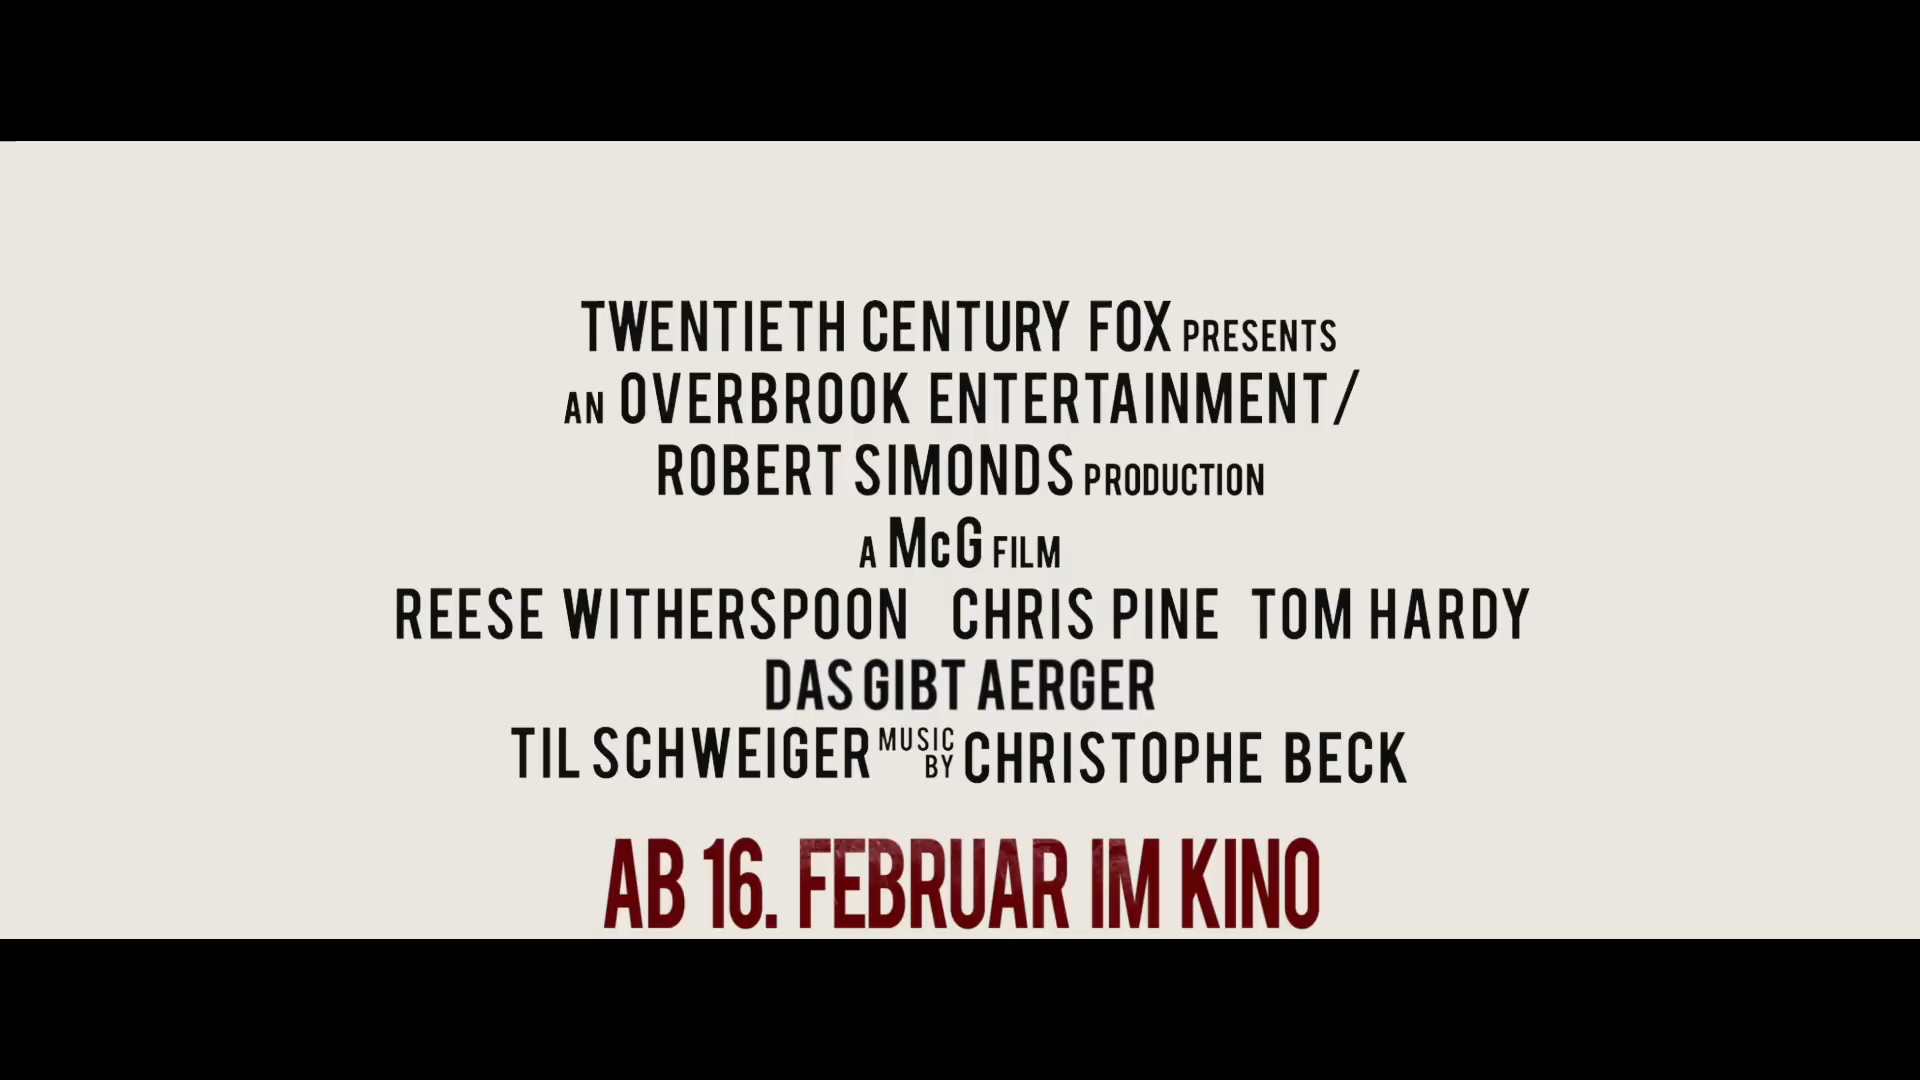 TWENTIETH CENTURY FOX PRESENTS
AN OVERBROOK ENTERTAINMENT/
ROBERT SIMONDS PRODUCTION
A McG FILM
REESE WITHERSPOON CHRIS PINE TOM HARDY
DAS GIBT AERGER
TIL SCHWEIGER MUSIC BY CHRISTOPHE BECK
AB 16. FEBRUAR IM KINO